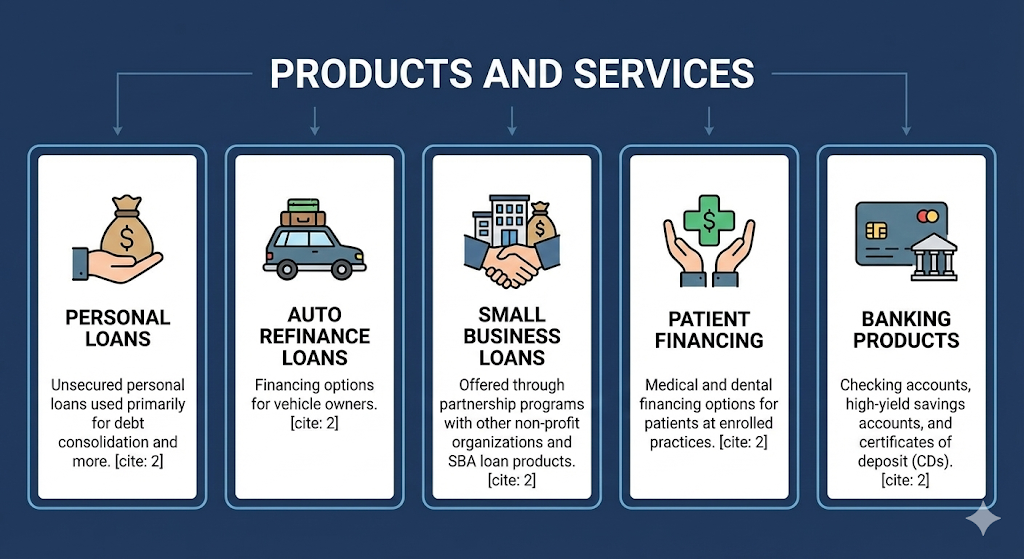 PRODUCTS AND SERVICES
$
PERSONAL
LOANS
Unsecured personal
loans used primarily
for debt
consolidation and
more. [cite: 2]
AUTO
REFINANCE
LOANS
Financing options
for vehicle owners.
[cite: 2]
$
SMALL
BUSINESS
LOANS
Offered through
partnership programs
with other non-profit
organizations and
SBA loan products.
[cite: 2]
$
PATIENT
FINANCING
Medical and dental
financing options for
patients at enrolled
practices. [cite: 2]
BANKING
PRODUCTS
Checking accounts,
high-yield savings
accounts, and
certificates of
deposit (CDs).
[cite: 2]